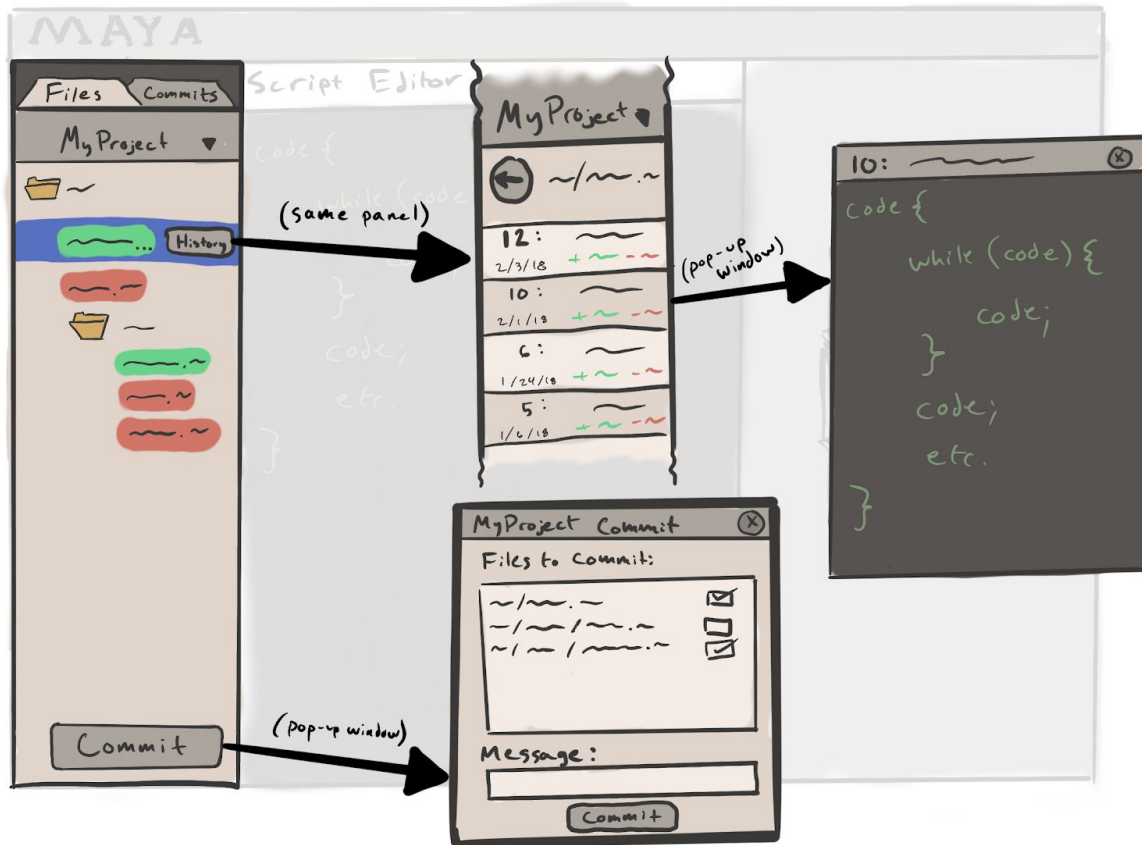 MAYA
Files
Commits
MyProject
History
Commit
Script Editor
code {
while (code)
}
code;
etc.
}
(same panel)
MyProject
12:
2/3/18 + -
10:
2/1/18 + -
6:
1/24/18 + -
5:
1/6/18 + -
(pop-up
window)
10:
code {
while (code) {
code;
}
code;
etc.
}
(pop-up window)
MyProject Commit
Files to Commit:
Message:
Commit